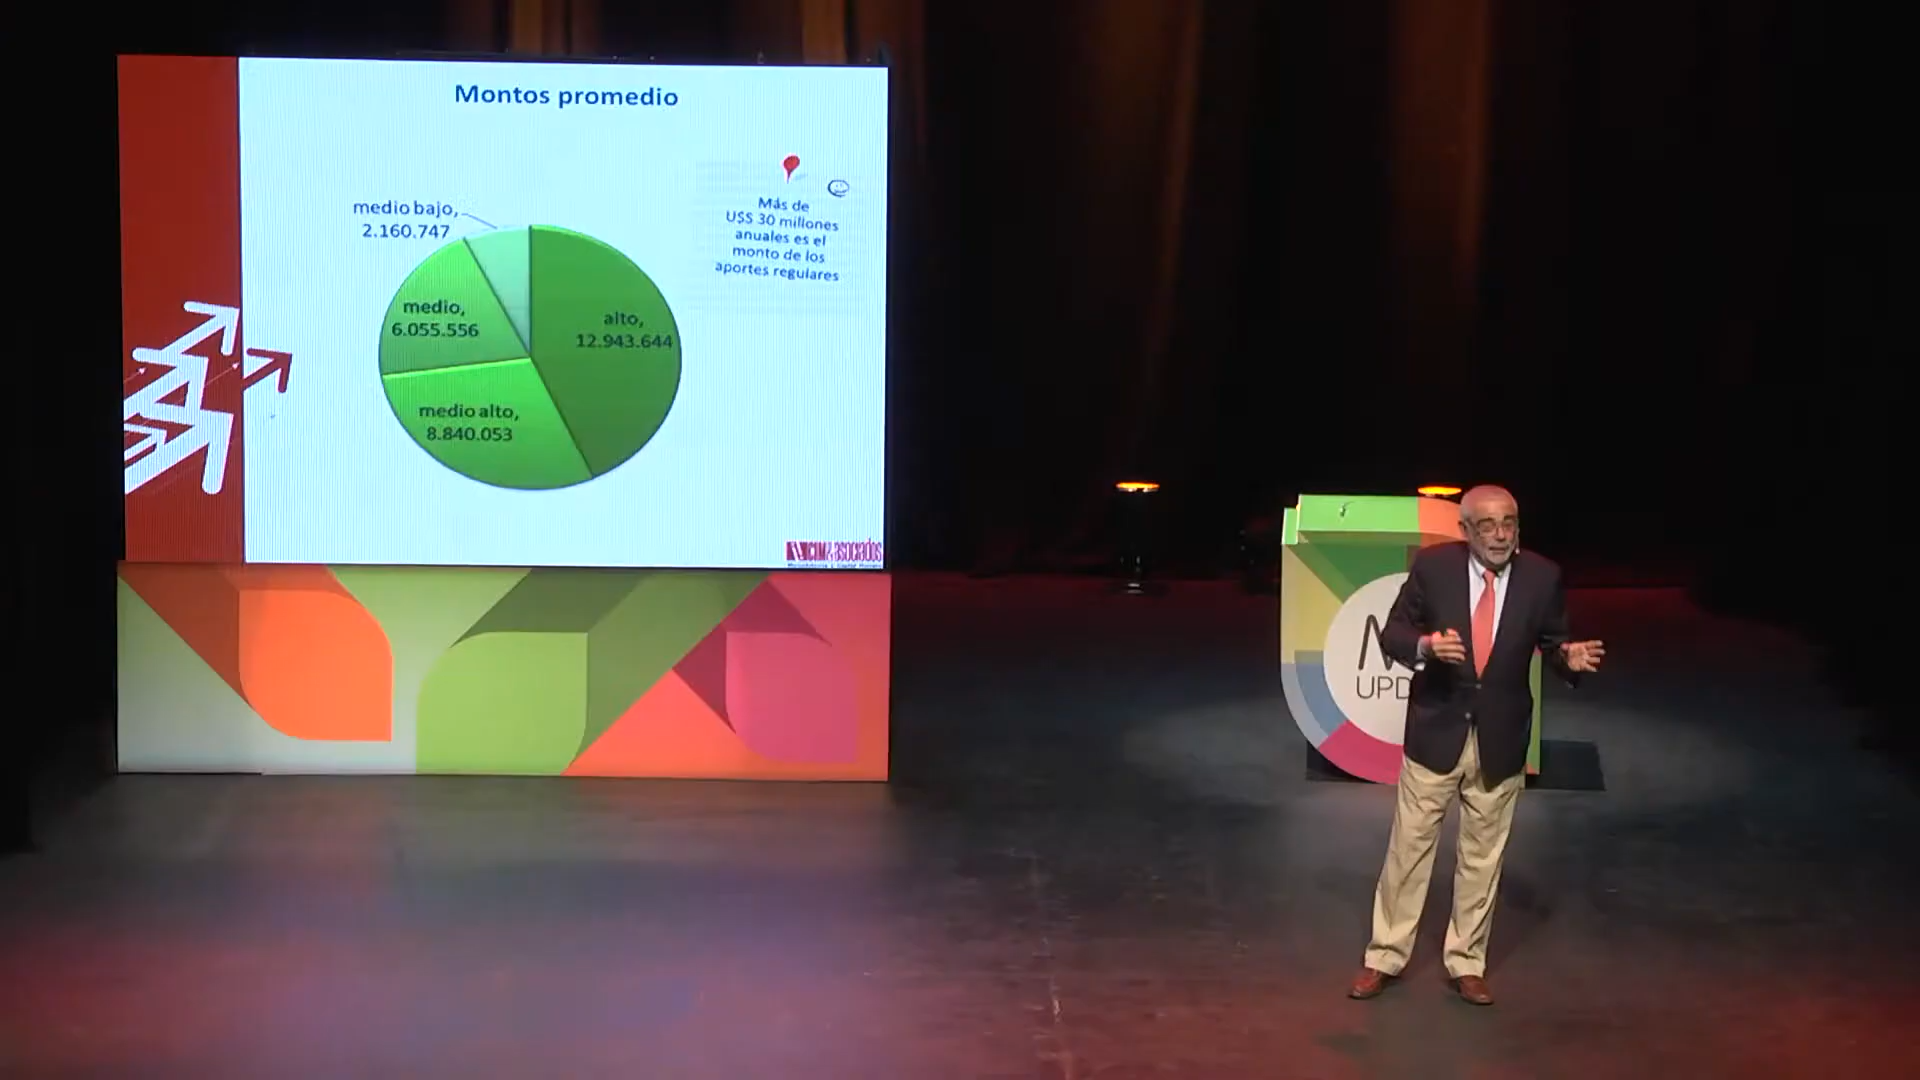 Montos promedio
medio bajo,
2.160.747
medio,
6.055.556
alto,
12.943.644
medio alto,
8.840.053
Más de
U$S 30 millones
anuales es el
monto de los
aportes regulares
asociados
UPD